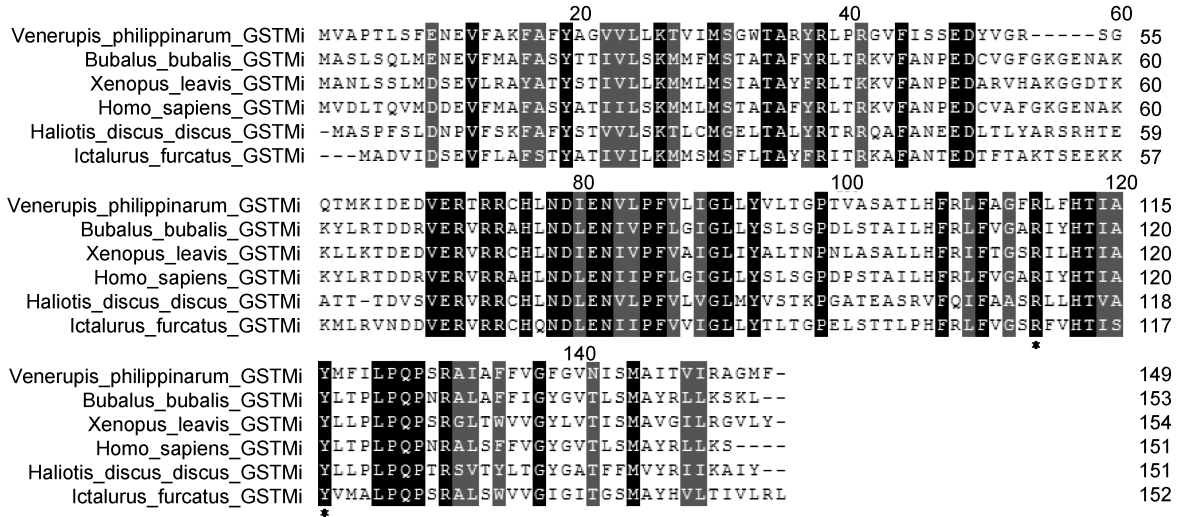 20 40 60
Venerupis_philippinarum_GSTMi MVAPTLSFENEVFAKFAFYAGVVLLKTVIMSGWTARYRLPRGVFISSEDYVGR-----SG 55
Bubalus_bubalis_GSTMi MASLSQLMENEVFMAFASYTTIVLSKMMFMSTATAFYRLTRKVFANPEDCVGFGKGENAK 60
Xenopus_leavis_GSTMi MANLSSLMDSEVLRAYATYSTIVLSKMMLMSIATAYFRLTKKVFANPEDARVHAKGGDTK 60
Homo_sapiens_GSTMi MVDLTQVMDDEVFMAFASYATIILSKMMLMSTATAFYRLTRKVFANPEDCVAFGKGENAK 60
Haliotis_discus_discus_GSTMi -MASPFSLDNPVFSKFAFYSTVVLSKTLCMGELTALYRTRRQAFANEEDLTLYARSRHTE 59
Ictalurus_furcatus_GSTMi ---MADVIDSEVFLAFSTYATIVILKMMSMSFLTAYFRITRKAFANTEDTFTAKTSEEKK 57
80 100 120
Venerupis_philippinarum_GSTMi QTMKIDEDVERTRRCHLNDIENVLPFVLIGLLYVLTGPTVASATLHFRLFAGFRLFHTIA 115
Bubalus_bubalis_GSTMi KYLRTDDRVERVRRAHLNDLENIVPFLGIGLLYSLSGPDLSTAILHFRLFVGARIYHTIA 120
Xenopus_leavis_GSTMi KLLKTDEDVERVRRCHLNDIENVVPFVAIGLIYALTNPNLASALLHFRIFTGSRILHTIA 120
Homo_sapiens_GSTMi KYLRTDDRVERVRRAHLNDLENIIPFLGIGLLYSLSGPDPSTAILHFRLFVGARIYHTIA 120
Haliotis_discus_discus_GSTMi ATT-TDVSVERVRRCHLNDLENVLPFVLVGLMYVSTKPGATEASRVFQIFAASRLLHTVA 118
Ictalurus_furcatus_GSTMi KMLRVNDDVERVRRCHQNDLENIIPFVVIGLLYTLTGPELSTTLPHFRLFVGSRFVHTIS 117
*
140
Venerupis_philippinarum_GSTMi YMFILPQPSRAIAFFVGFGVNISMAITVIRAGMF- 149
Bubalus_bubalis_GSTMi YLTPLPQPNRALAFFIGYGVTLSMAYRLLKSKL-- 153
Xenopus_leavis_GSTMi YLLPLPQPSRGLTWVVGYLVTISMAVGILRGVLY- 154
Homo_sapiens_GSTMi YLTPLPQPNRALSFFVGYGVTLSMAYRLLKS---- 151
Haliotis_discus_discus_GSTMi YLLPLPQPTRSVTYLTGYGATFFMVYRIIKAIY-- 151
Ictalurus_furcatus_GSTMi YVMALPQPSRALSWVVGIGITGSMAYHVLTIVLRL 152
*